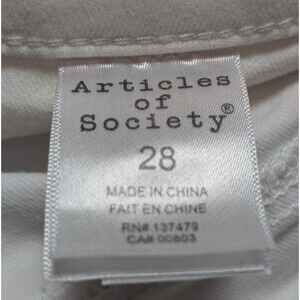 Articles
of
Society®
28
MADE IN CHINA
FAIT EN CHINE
RN# 137479
CA# 00803